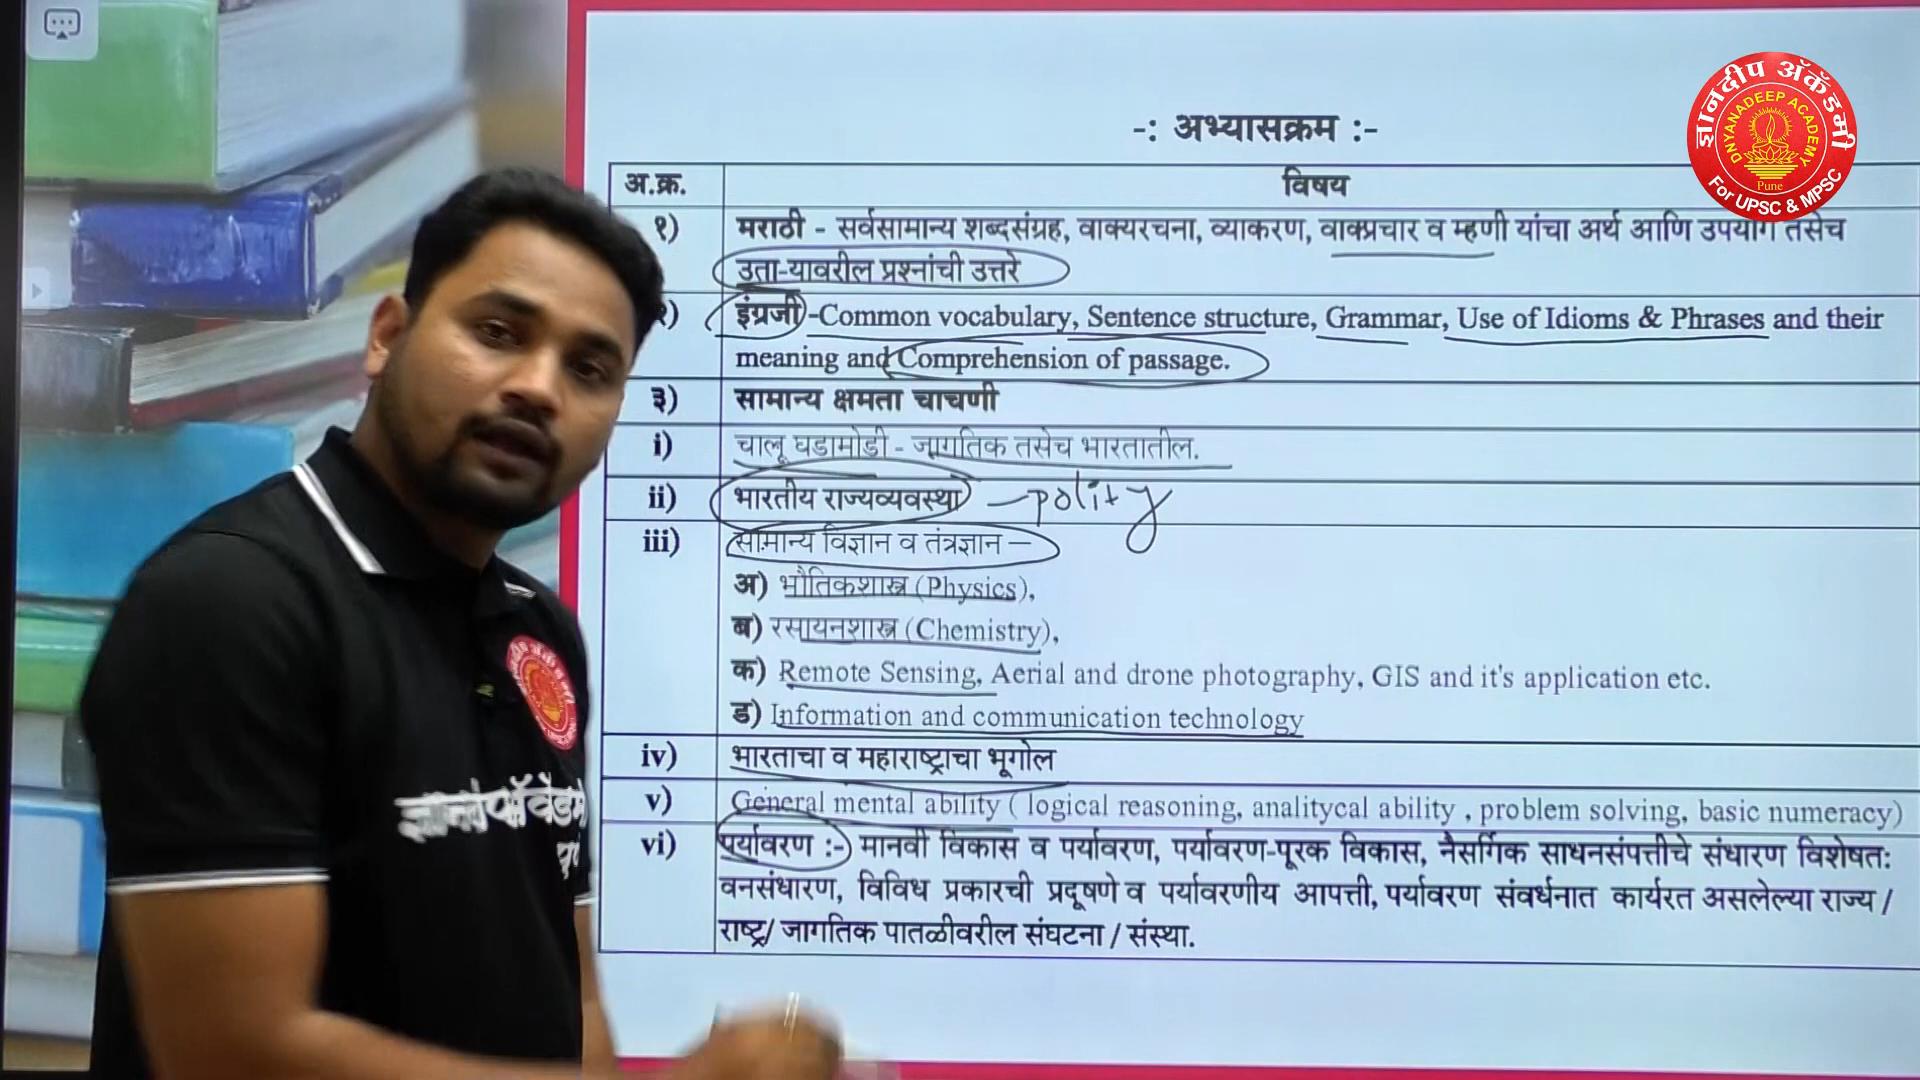 -: अभ्यासक्रम :-
अ.क्र. विषय
१) मराठी - सर्वसामान्य शब्दसंग्रह, वाक्यरचना, व्याकरण, वाक्प्रचार व म्हणी यांचा अर्थ आणि उपयोग तसेच
उता-यावरील प्रश्नांची उत्तरे
२) इंग्रजी -Common vocabulary, Sentence structure, Grammar, Use of Idioms & Phrases and their
meaning and Comprehension of passage.
३) सामान्य क्षमता चाचणी
i) चालू घडामोडी - जागतिक तसेच भारतातील.
ii) भारतीय राज्यव्यवस्था - polity
iii) सामान्य विज्ञान व तंत्रज्ञान –
अ) भौतिकशास्त्र (Physics),
ब) रसायनशास्त्र (Chemistry),
क) Remote Sensing, Aerial and drone photography, GIS and it's application etc.
ड) Information and communication technology
iv) भारताचा व महाराष्ट्राचा भूगोल
v) General mental ability ( logical reasoning, analitycal ability , problem solving, basic numeracy)
vi) पर्यावरण :- मानवी विकास व पर्यावरण, पर्यावरण-पूरक विकास, नैसर्गिक साधनसंपत्तीचे संधारण विशेषतः
वनसंधारण, विविध प्रकारची प्रदूषणे व पर्यावरणीय आपत्ती, पर्यावरण संवर्धनात कार्यरत असलेल्या राज्य /
राष्ट्र/ जागतिक पातळीवरील संघटना / संस्था.
ज्ञानदीप अ‍ॅकॅडमी
DNYANADEEP ACADEMY
Pune
For UPSC & MPSC